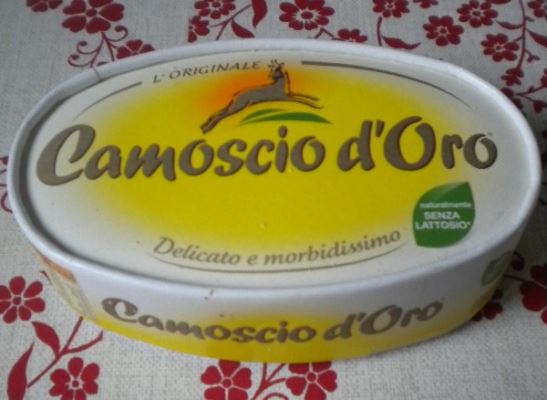 L'ORIGINALE
Camoscio d'Oro
naturalmente
SENZA
LATTOSIO*
Delicato e morbidissimo
Camoscio d'Oro